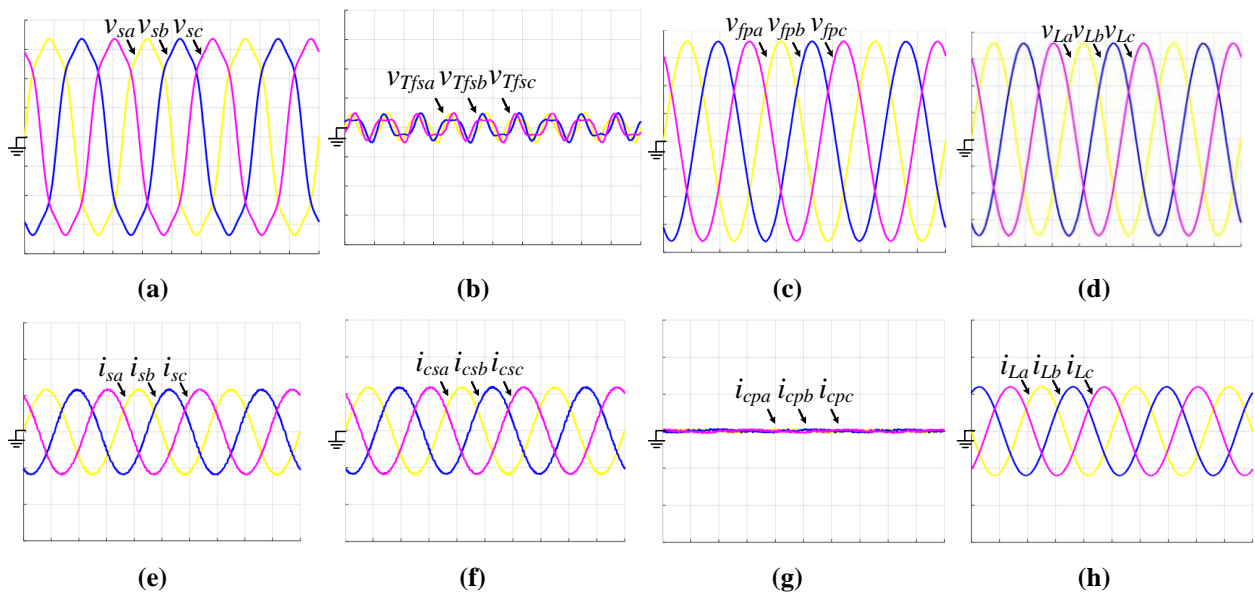 v_sa v_sb v_sc
v_Tfsa v_Tfsb v_Tfsc
v_fpa v_fpb v_fpc
v_La v_Lb v_Lc
(a)
(b)
(c)
(d)
i_sa i_sb i_sc
i_csa i_csb i_csc
i_cpa i_cpb i_cpc
i_La i_Lb i_Lc
(e)
(f)
(g)
(h)